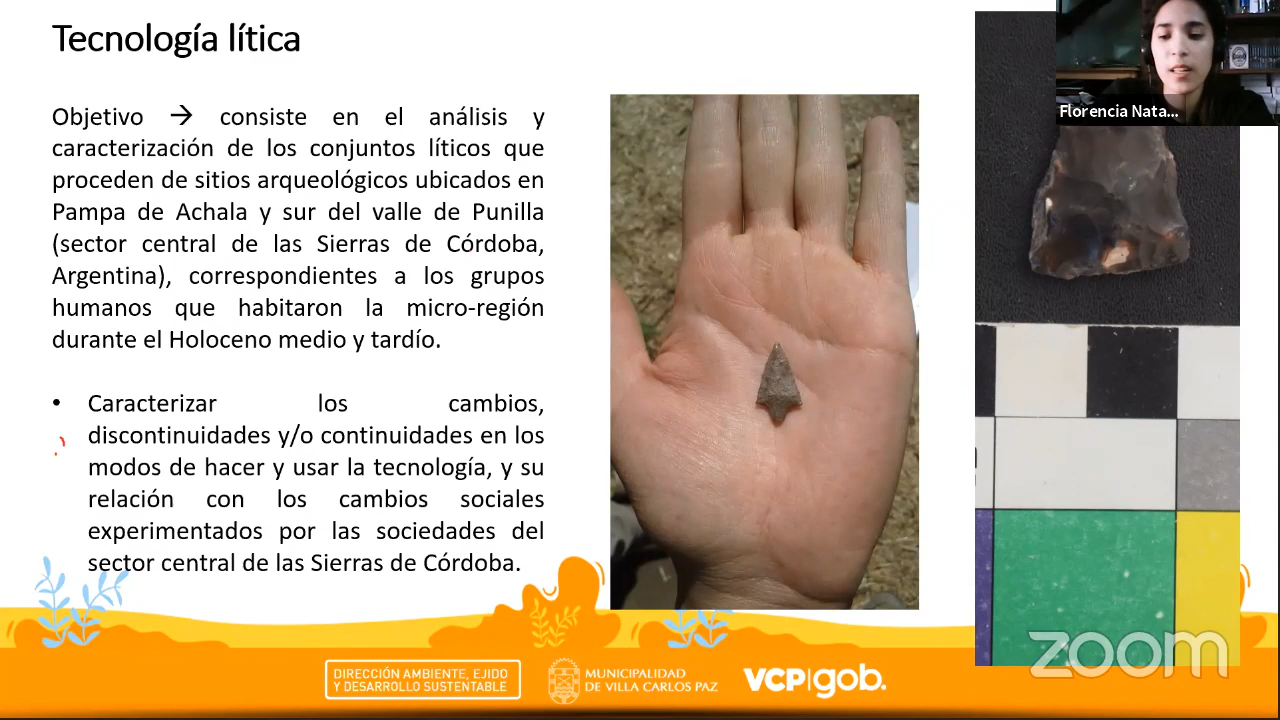 Tecnología lítica
Objetivo → consiste en el análisis y
caracterización de los conjuntos líticos que
proceden de sitios arqueológicos ubicados en
Pampa de Achala y sur del valle de Punilla
(sector central de las Sierras de Córdoba,
Argentina), correspondientes a los grupos
humanos que habitaron la micro-región
durante el Holoceno medio y tardío.
• Caracterizar los cambios,
discontinuidades y/o continuidades en los
modos de hacer y usar la tecnología, y su
relación con los cambios sociales
experimentados por las sociedades del
sector central de las Sierras de Córdoba.
Florencia Nata...
DIRECCIÓN AMBIENTE, EJIDO
Y DESARROLLO SUSTENTABLE
MUNICIPALIDAD
DE VILLA CARLOS PAZ
VCP|gob.
zoom